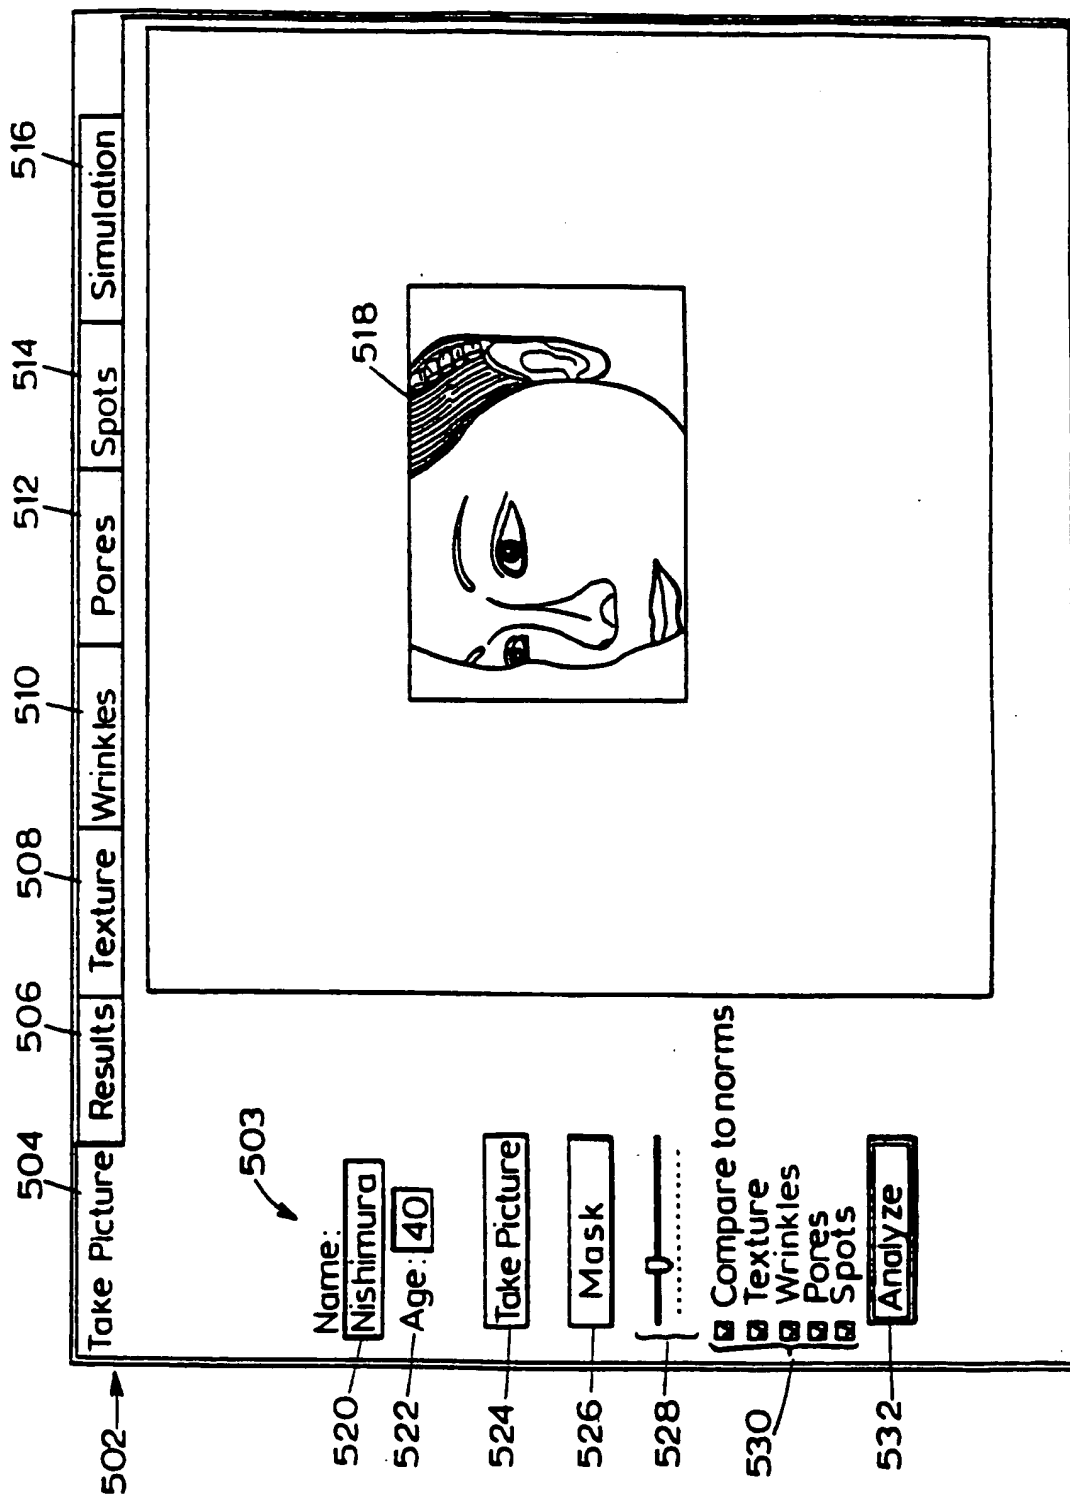 504 506 508 510 512 514 516
Take Picture Results Texture Wrinkles Pores Spots Simulation
502
503
518
Name:
520 Nishimura
522 Age: 40
524 Take Picture
526 Mask
528
530
Compare to norms
Texture
Wrinkles
Pores
Spots
532 Analyze